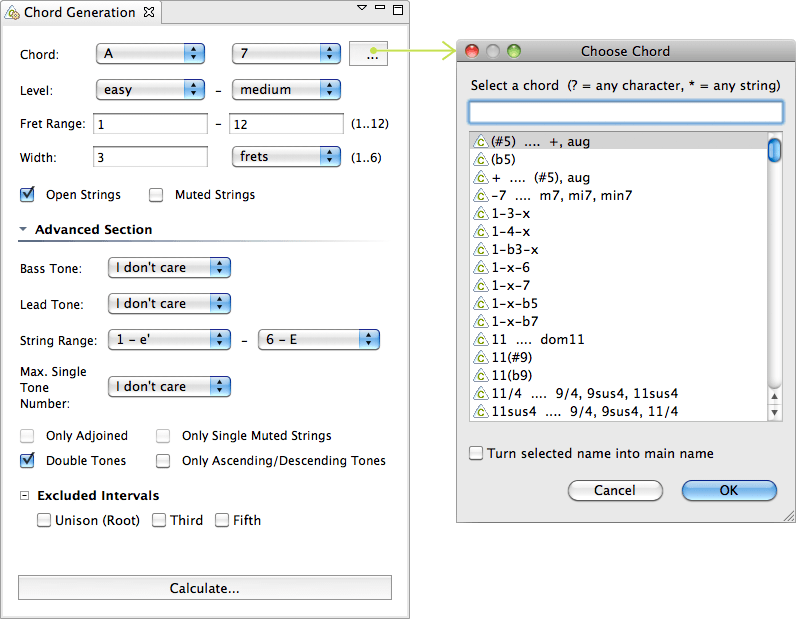 Chord Generation
Chord: A 7 ...
Level: easy – medium
Fret Range: 1 – 12 (1..12)
Width: 3 frets (1..6)
Open Strings Muted Strings
Advanced Section
Bass Tone: I don't care
Lead Tone: I don't care
String Range: 1 – e' – 6 – E
Max. Single
Tone
Number:
I don't care
Only Adjoined Only Single Muted Strings
Double Tones Only Ascending/Descending Tones
Excluded Intervals
Unison (Root) Third Fifth
Calculate...
Choose Chord
Select a chord (? = any character, * = any string)
(#5) .... +, aug
(b5)
+ .... (#5), aug
-7 .... m7, mi7, min7
1-3-x
1-4-x
1-b3-x
1-x-6
1-x-7
1-x-b5
1-x-b7
11 .... dom11
11(#9)
11(b9)
11/4 .... 9/4, 9sus4, 11sus4
11sus4 .... 9/4, 9sus4, 11/4
Turn selected name into main name
Cancel OK